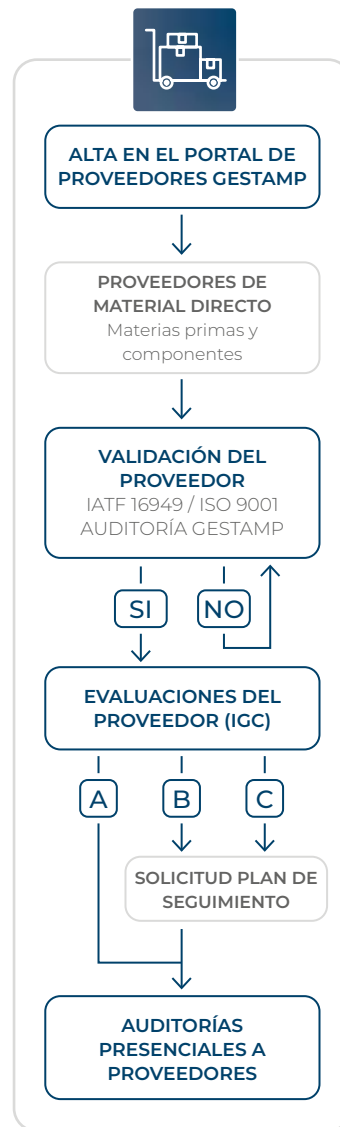 ALTA EN EL PORTAL DE
PROVEEDORES GESTAMP
PROVEEDORES DE
MATERIAL DIRECTO
Materias primas y
componentes
VALIDACIÓN DEL
PROVEEDOR
IATF 16949 / ISO 9001
AUDITORÍA GESTAMP
SI
NO
EVALUACIONES DEL
PROVEEDOR (IGC)
A
B
C
SOLICITUD PLAN DE
SEGUIMIENTO
AUDITORÍAS
PRESENCIALES A
PROVEEDORES